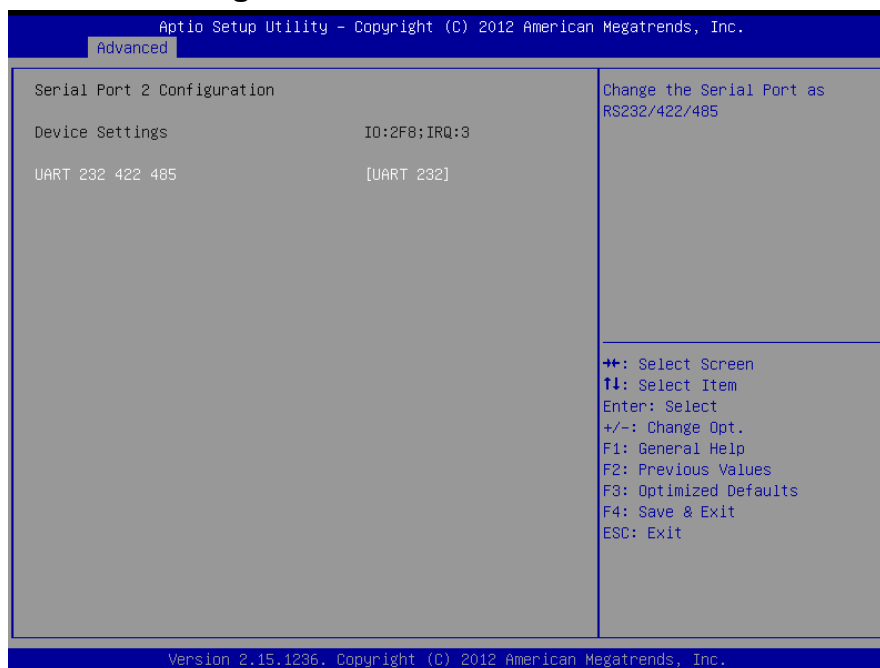 Aptio Setup Utility – Copyright (C) 2012 American Megatrends, Inc.
Advanced
Serial Port 2 Configuration
Device Settings IO:2F8;IRQ:3
UART 232 422 485 [UART 232]
Change the Serial Port as
RS232/422/485
→←: Select Screen
↑↓: Select Item
Enter: Select
+/-: Change Opt.
F1: General Help
F2: Previous Values
F3: Optimized Defaults
F4: Save & Exit
ESC: Exit
Version 2.15.1236. Copyright (C) 2012 American Megatrends, Inc.